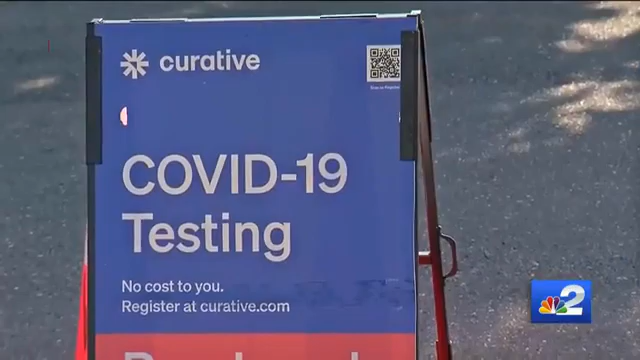 curative
COVID-19
Testing
No cost to you.
Register at curative.com
2